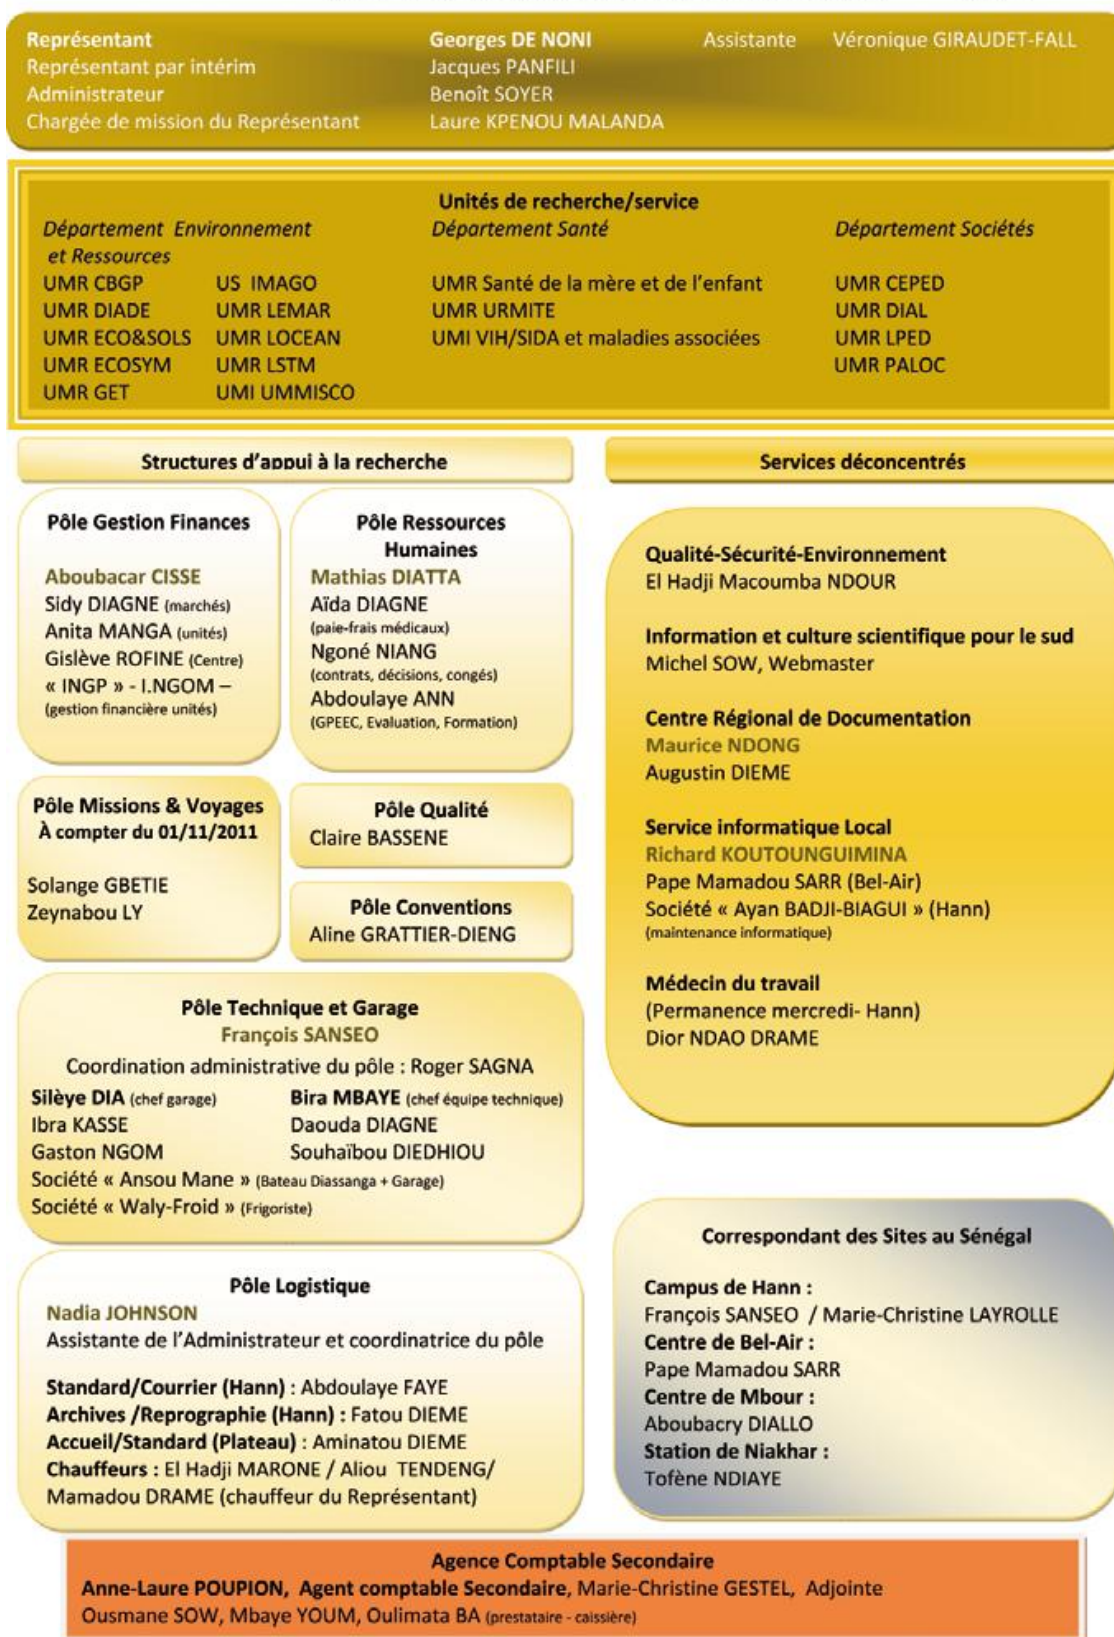 Représentant Georges DE NONI Assistante Véronique GIRAUDET-FALL
Représentant par intérim Jacques PANFILI
Administrateur Benoît SOYER
Chargée de mission du Représentant Laure KPENOU MALANDA
Unités de recherche/service
Département Environnement et Ressources
UMR CBGP US IMAGO
UMR DIADE UMR LEMAR
UMR ECO&SOLS UMR LOCEAN
UMR ECOSYM UMR LSTM
UMR GET UMI UMMISCO
Département Santé
UMR Santé de la mère et de l'enfant
UMR URMITE
UMI VIH/SIDA et maladies associées
Département Sociétés
UMR CEPED
UMR DIAL
UMR LPED
UMR PALOC
Structures d'appui à la recherche
Pôle Gestion Finances
Aboubacar CISSE
Sidy DIAGNE (marchés)
Anita MANGA (unités)
Gislève ROFINE (Centre)
« INGP » - I.NGOM –
(gestion financière unités)
Pôle Ressources
Humaines
Mathias DIATTA
Aïda DIAGNE
(paie-frais médicaux)
Ngoné NIANG
(contrats, décisions, congés)
Abdoulaye ANN
(GPEEC, Evaluation, Formation)
Pôle Missions & Voyages
À compter du 01/11/2011
Solange GBETIE
Zeynabou LY
Pôle Qualité
Claire BASSENE
Pôle Conventions
Aline GRATTIER-DIENG
Pôle Technique et Garage
François SANSEO
Coordination administrative du pôle : Roger SAGNA
Silèye DIA (chef garage) Bira MBAYE (chef équipe technique)
Ibra KASSE Daouda DIAGNE
Gaston NGOM Souhaïbou DIEDHIOU
Société « Ansou Mane » (Bateau Diassanga + Garage)
Société « Waly-Froid » (Frigoriste)
Pôle Logistique
Nadia JOHNSON
Assistante de l'Administrateur et coordinatrice du pôle
Standard/Courrier (Hann) : Abdoulaye FAYE
Archives /Reprographie (Hann) : Fatou DIEME
Accueil/Standard (Plateau) : Aminatou DIEME
Chauffeurs : El Hadji MARONE / Aliou TENDENG/
Mamadou DRAME (chauffeur du Représentant)
Services déconcentrés
Qualité-Sécurité-Environnement
El Hadji Macoumba NDOUR
Information et culture scientifique pour le sud
Michel SOW, Webmaster
Centre Régional de Documentation
Maurice NDONG
Augustin DIEME
Service informatique Local
Richard KOUTOUNGUIMINA
Pape Mamadou SARR (Bel-Air)
Société « Ayan BADJI-BIAGUI » (Hann)
(maintenance informatique)
Médecin du travail
(Permanence mercredi- Hann)
Dior NDAO DRAME
Correspondant des Sites au Sénégal
Campus de Hann :
François SANSEO / Marie-Christine LAYROLLE
Centre de Bel-Air :
Pape Mamadou SARR
Centre de Mbour :
Aboubacry DIALLO
Station de Niakhar :
Tofène NDIAYE
Agence Comptable Secondaire
Anne-Laure POUPION, Agent comptable Secondaire, Marie-Christine GESTEL, Adjointe
Ousmane SOW, Mbaye YOUM, Oulimata BA (prestataire - caissière)